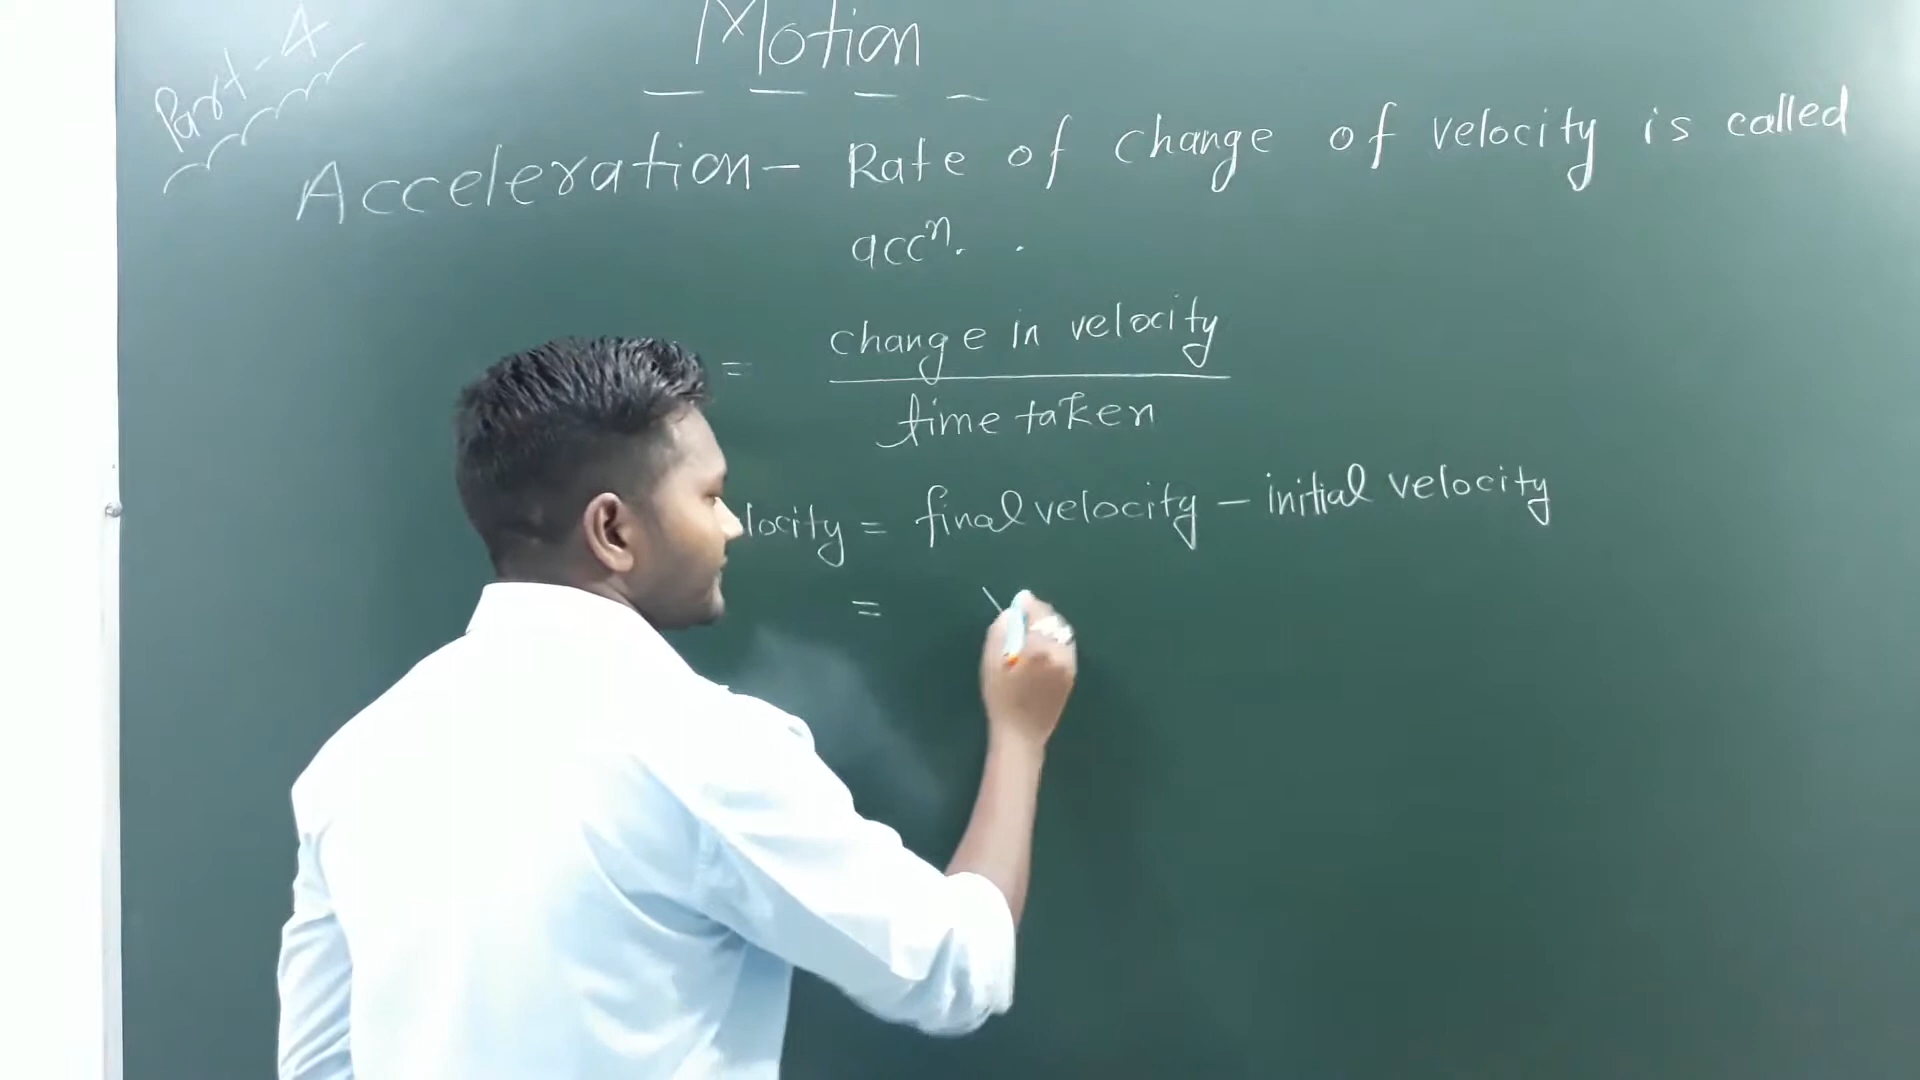 Part-4
Motion
Acceleration - Rate of change of velocity is called
accⁿ. .
= change in velocity
time taken
locity = final velocity - initial velocity
=